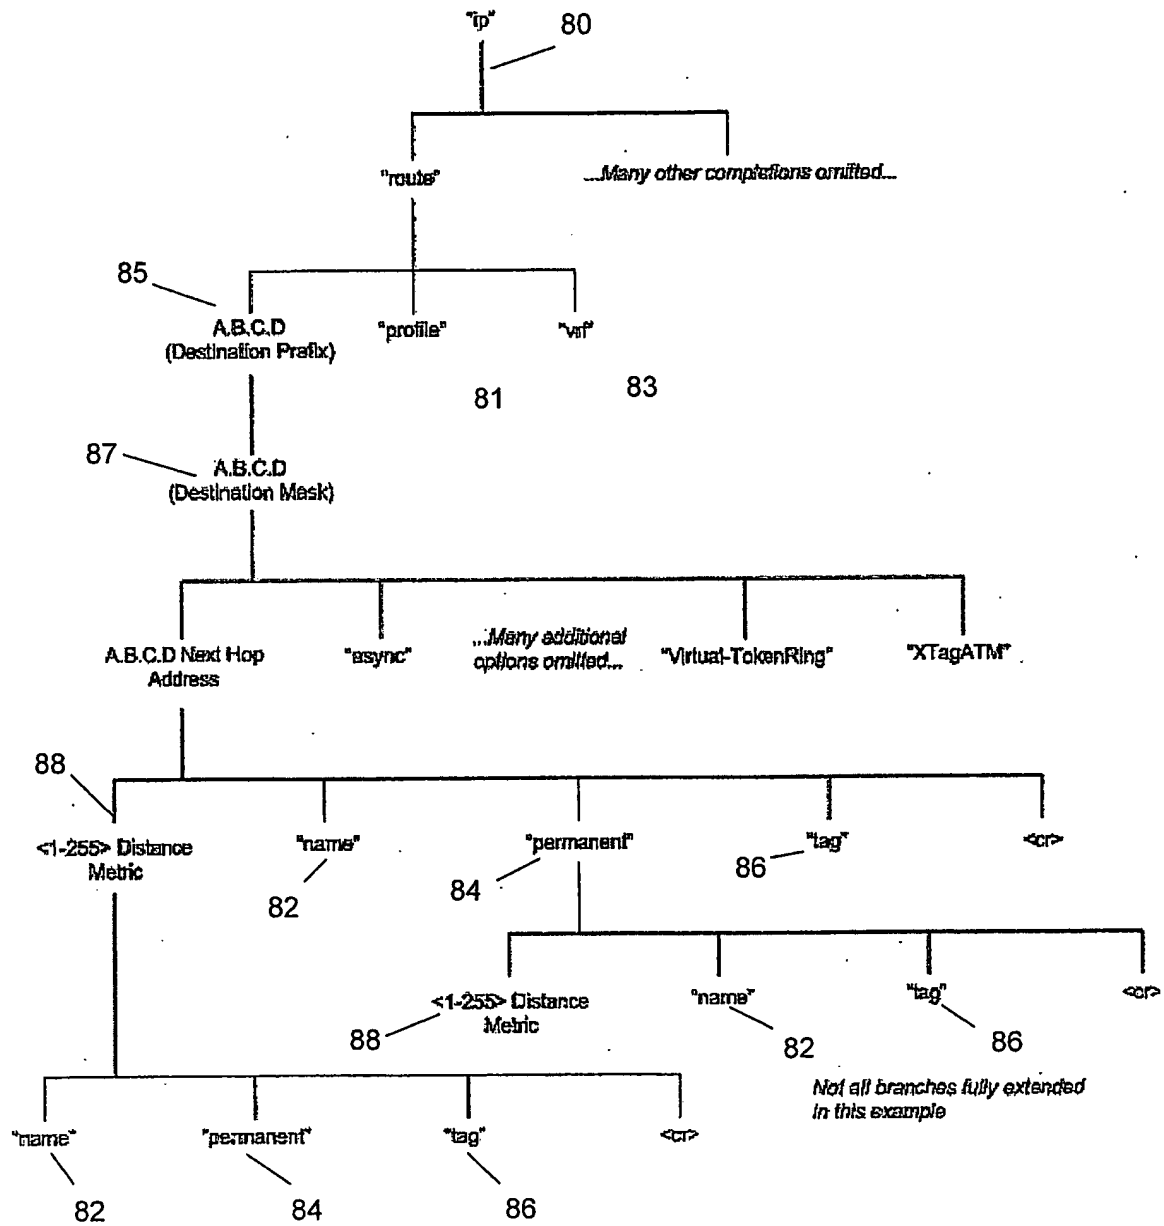 "ip"
80
"route"
...Many other completions omitted...
85
A.B.C.D
(Destination Prefix)
"profile"
"vrf"
81
83
87
A.B.C.D
(Destination Mask)
A.B.C.D Next Hop
Address
"async"
...Many additional
options omitted...
"Virtual-TokenRing"
"XTagATM"
88
<1-255> Distance
Metric
"name"
"permanent"
"tag"
<cr>
82
84
86
<1-255> Distance
Metric
"name"
"tag"
<cr>
88
82
86
Not all branches fully extended
in this example
"name"
"permanent"
"tag"
<cr>
82
84
86